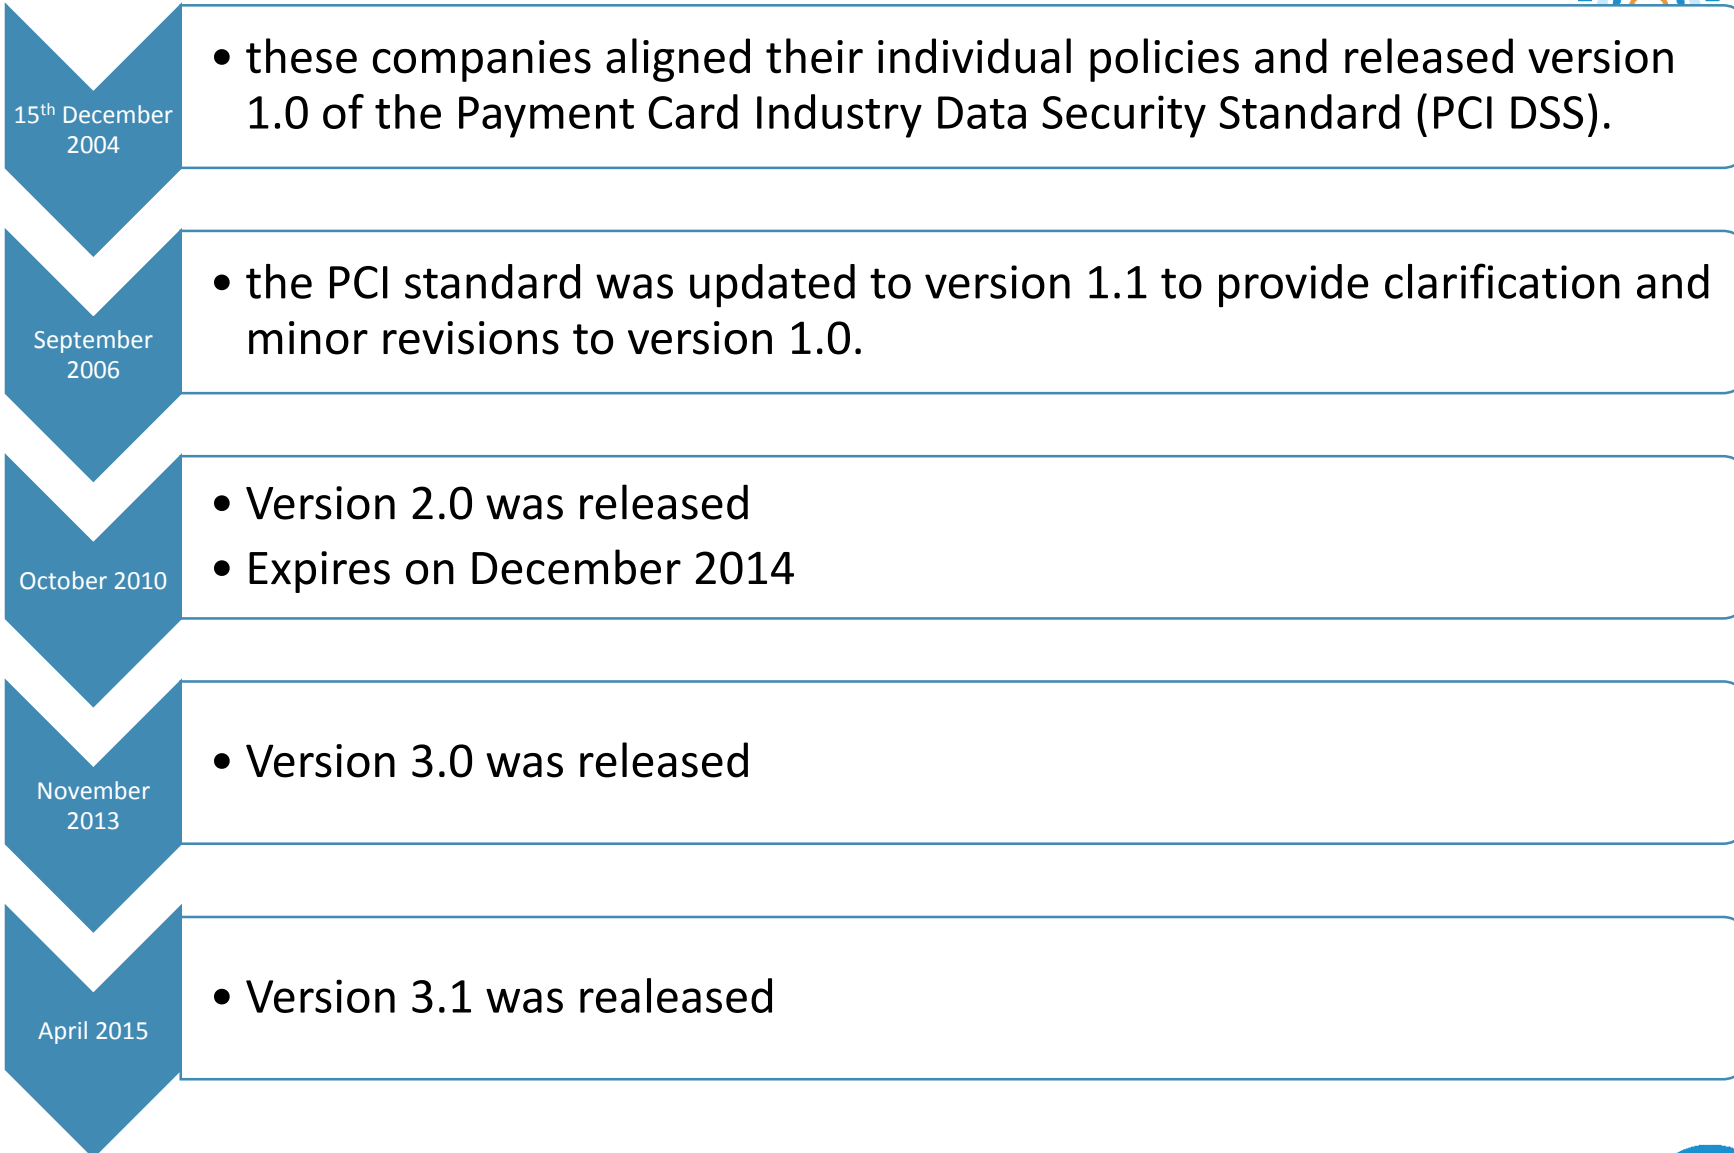 15th December
2004
• these companies aligned their individual policies and released version
1.0 of the Payment Card Industry Data Security Standard (PCI DSS).
September
2006
• the PCI standard was updated to version 1.1 to provide clarification and
minor revisions to version 1.0.
October 2010
• Version 2.0 was released
• Expires on December 2014
November
2013
• Version 3.0 was released
April 2015
• Version 3.1 was realeased